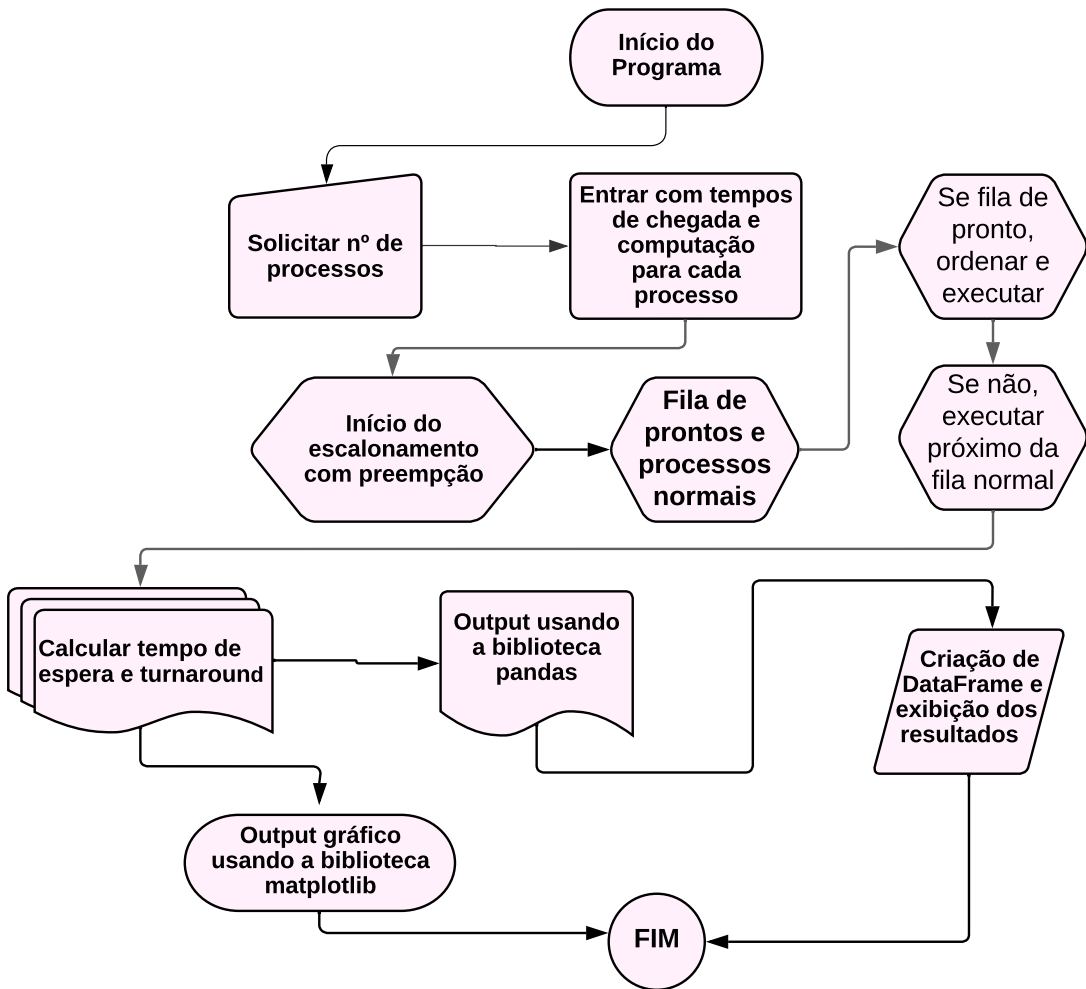 Início do
Programa
Solicitar nº de
processos
Entrar com tempos
de chegada e
computação
para cada
processo
Se fila de
pronto,
ordenar e
executar
Início do
escalonamento
com preempção
Fila de
prontos e
processos
normais
Se não,
executar
próximo da
fila normal
Calcular tempo de
espera e turnaround
Output usando
a biblioteca
pandas
Criação de
DataFrame e
exibição dos
resultados
Output gráfico
usando a biblioteca
matplotlib
FIM